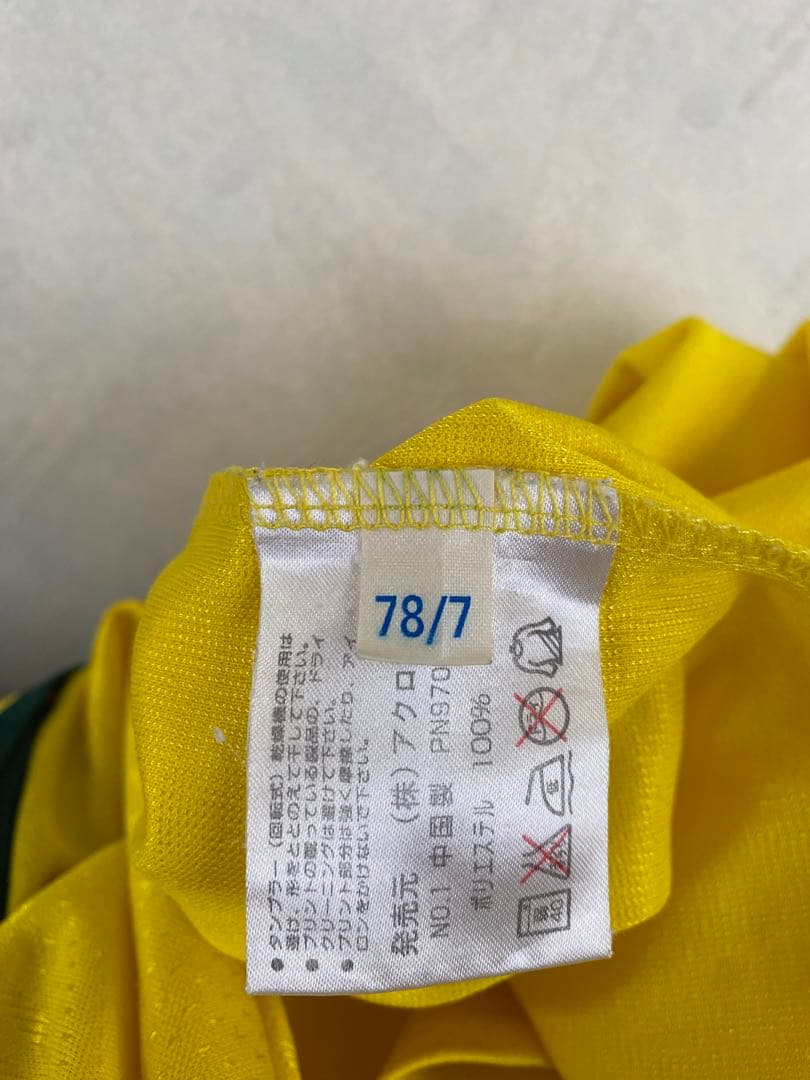 78/7
● タンブラー (回転式) 乾燥機の使用は
避け、形をととのえて干して下さい。
● プリントの載っている製品の、ドライ
クリーニングは避けて下さい。
● プリント部分は強く摩擦したり、アイ
ロンをかけないで下さい。
発売元 (株) アクロ
NO.1 中国製 PN970
ポリエステル 100%
低
40